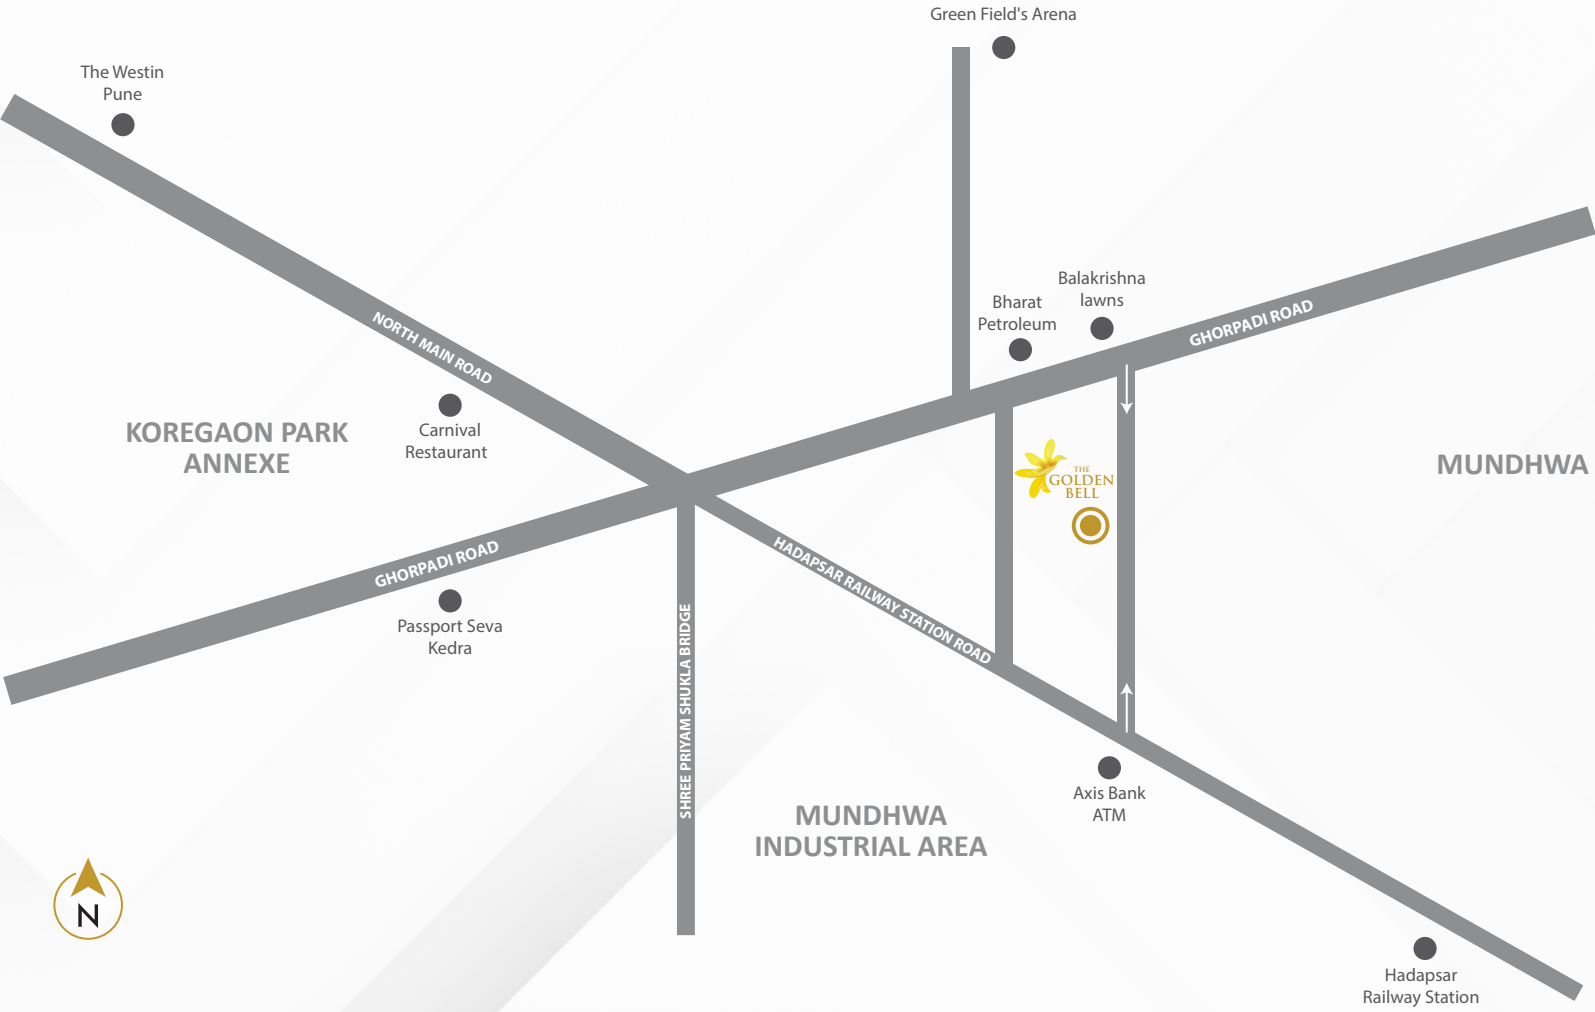 Green Field's Arena
The Westin
Pune
Balakrishna
lawns
Bharat
Petroleum
GHORPADI ROAD
NORTH MAIN ROAD
KOREGAON PARK
ANNEXE
Carnival
Restaurant
THE
GOLDEN
BELL
MUNDHWA
GHORPADI ROAD
HADAPSAR RAILWAY STATION ROAD
Passport Seva
Kedra
SHREE PRIYAM SHUKLA BRIDGE
Axis Bank
ATM
MUNDHWA
INDUSTRIAL AREA
N
Hadapsar
Railway Station